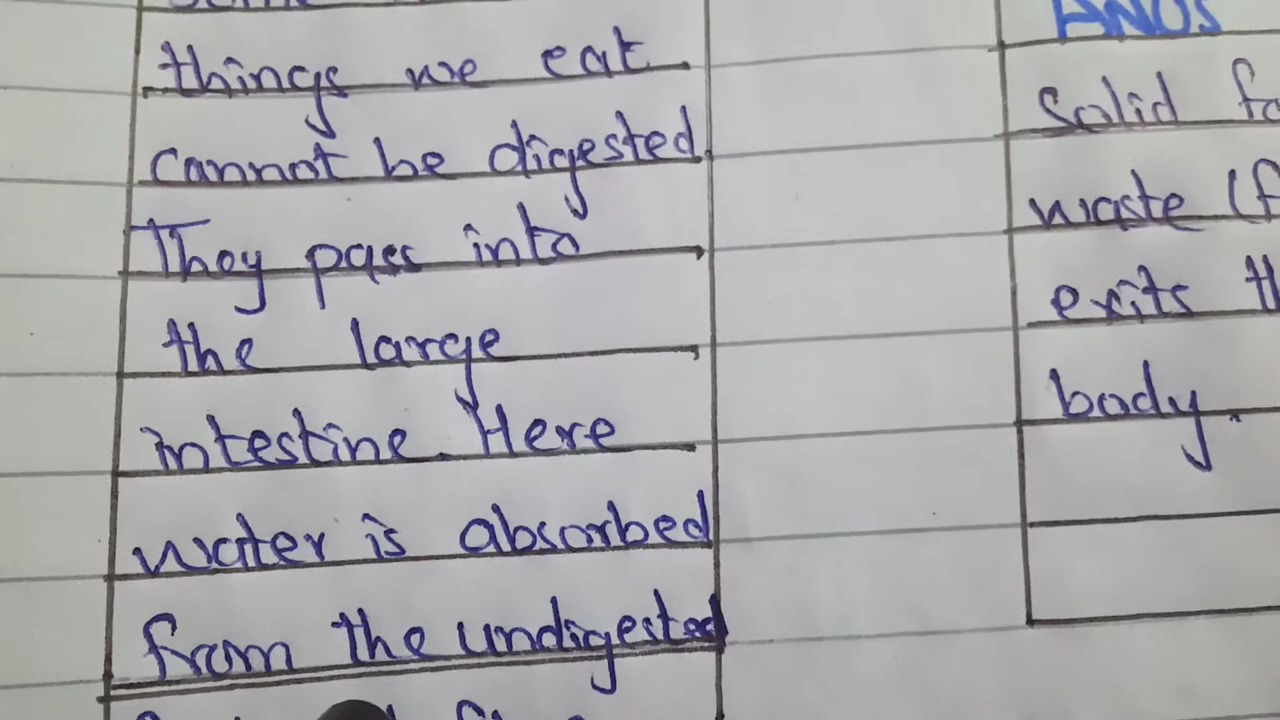 things we eat
cannot be digested
They pass into
the large
intestine. Here
water is absorbed
from the undigested
ANUS
Solid
waste
exits
body.